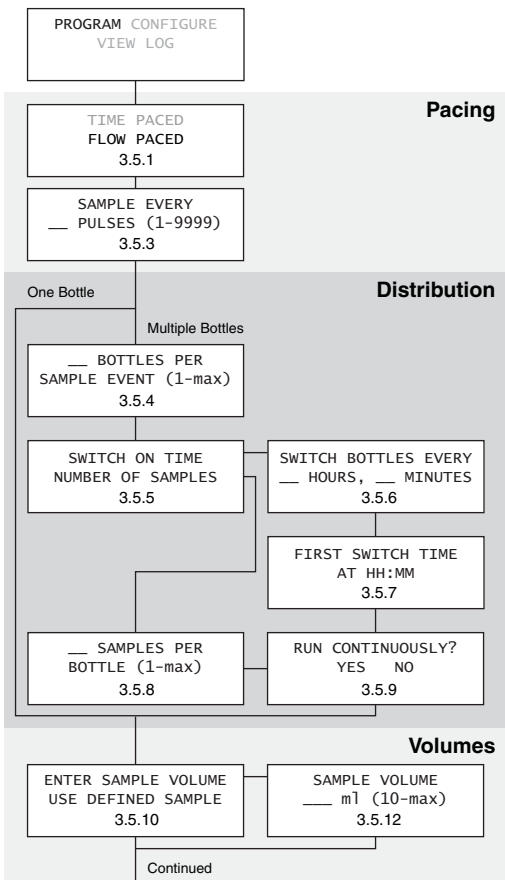 PROGRAM CONFIGURE
VIEW LOG
Pacing
TIME PACED
FLOW PACED
3.5.1
SAMPLE EVERY
__ PULSES (1-9999)
3.5.3
One Bottle
Distribution
Multiple Bottles
__ BOTTLES PER
SAMPLE EVENT (1-max)
3.5.4
SWITCH ON TIME
NUMBER OF SAMPLES
3.5.5
SWITCH BOTTLES EVERY
__ HOURS, __ MINUTES
3.5.6
FIRST SWITCH TIME
AT HH:MM
3.5.7
__ SAMPLES PER
BOTTLE (1-max)
3.5.8
RUN CONTINUOUSLY?
YES NO
3.5.9
Volumes
ENTER SAMPLE VOLUME
USE DEFINED SAMPLE
3.5.10
SAMPLE VOLUME
___ ml (10-max)
3.5.12
Continued